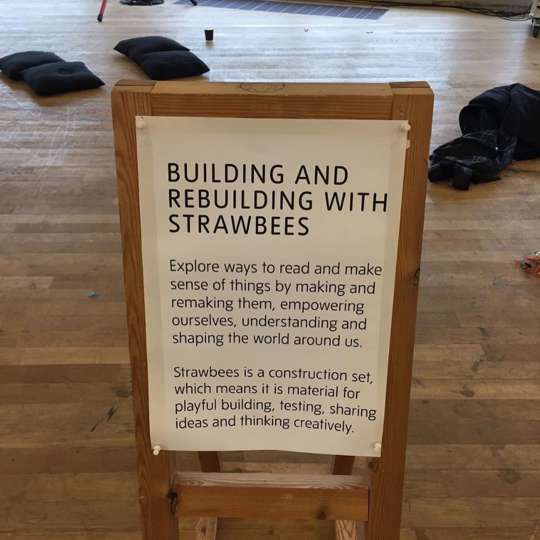 BUILDING AND
REBUILDING WITH
STRAWBEES
Explore ways to read and make
sense of things by making and
remaking them, empowering
ourselves, understanding and
shaping the world around us.
Strawbees is a construction set,
which means it is material for
playful building, testing, sharing
ideas and thinking creatively.